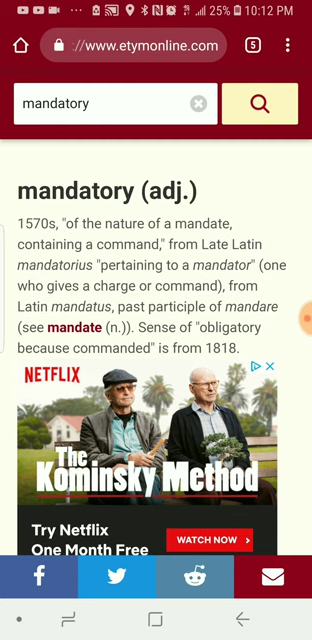 25% 10:12 PM
://www.etymonline.com
5
mandatory
mandatory (adj.)
1570s, "of the nature of a mandate,
containing a command," from Late Latin
mandatorius "pertaining to a mandator" (one
who gives a charge or command), from
Latin mandatus, past participle of mandare
(see mandate (n.)). Sense of "obligatory
because commanded" is from 1818.
NETFLIX
The
Kominsky Method
Try Netflix
One Month Free
WATCH NOW